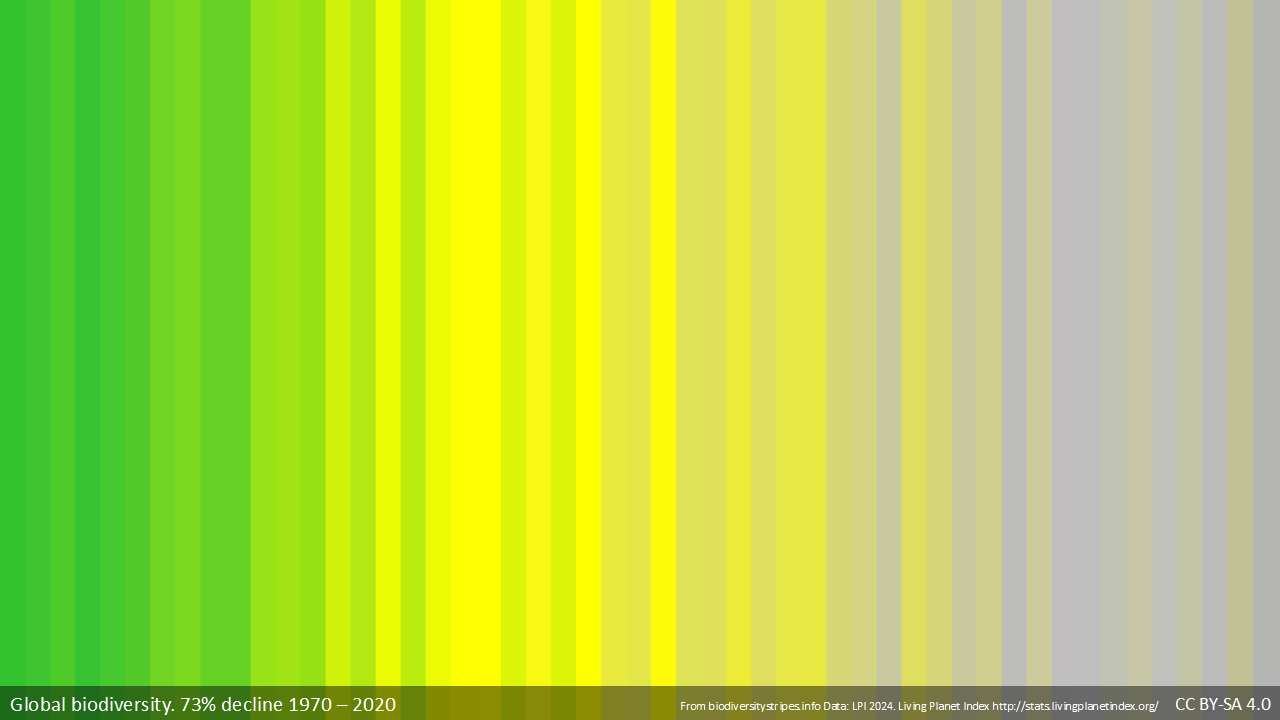 Global biodiversity. 73% decline 1970 – 2020
From biodiversitystripes.info Data: LPI 2024. Living Planet Index http://stats.livingplanetindex.org/
CC BY-SA 4.0